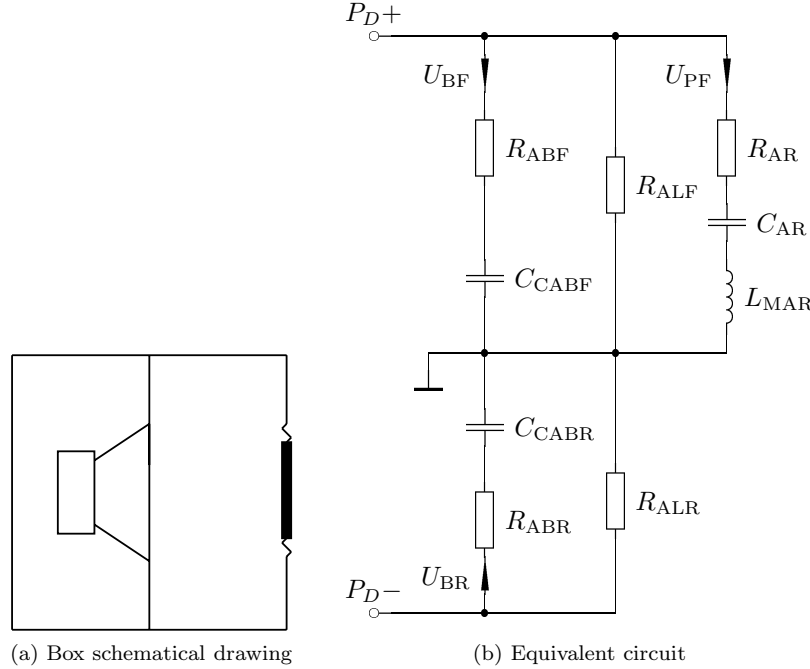 P_D+
U_BF
U_PF
R_ABF
R_AR
R_ALF
C_AR
C_CABF
L_MAR
C_CABR
R_ABR
R_ALR
U_BR
P_D−
(a) Box schematical drawing
(b) Equivalent circuit